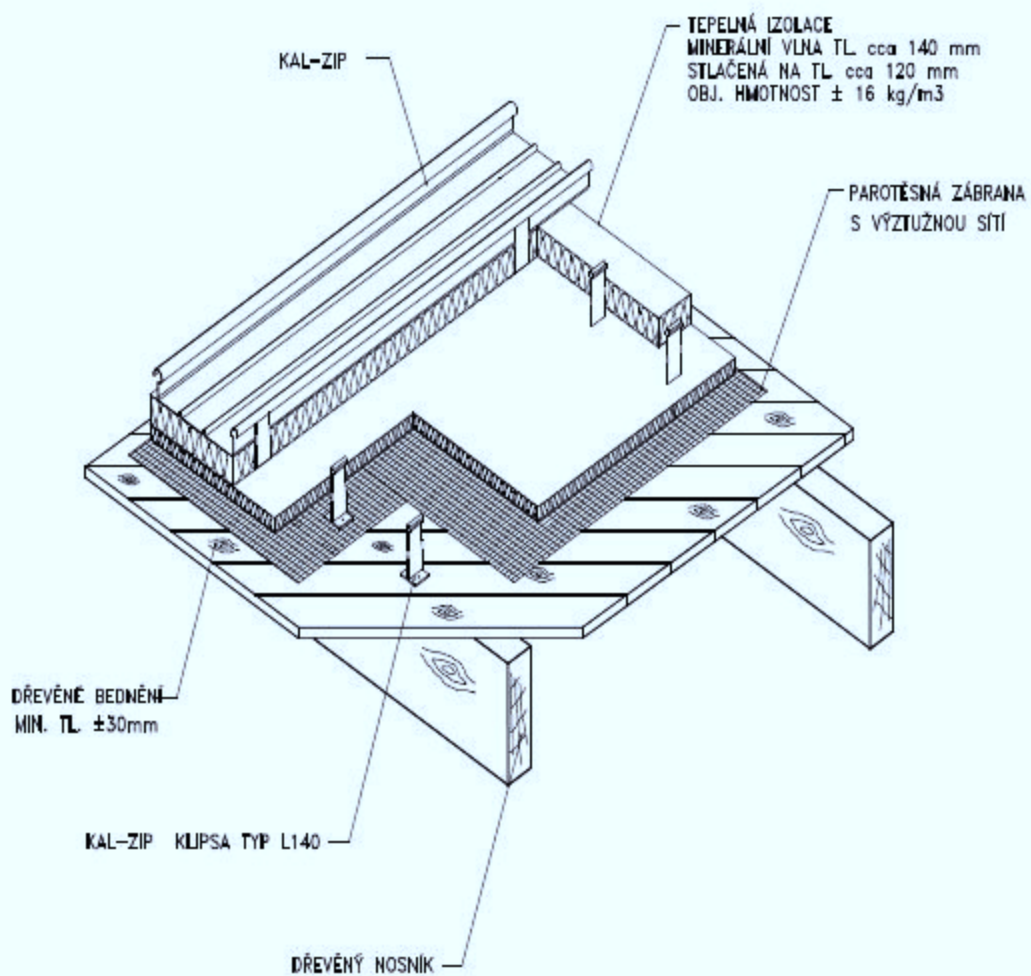 KAL-ZIP
TEPELNÁ IZOLACE
MINERÁLNÍ VLNA TL. cca 140 mm
STLAČENÁ NA TL. cca 120 mm
OBJ. HMOTNOST ± 16 kg/m3
PAROTĚSNÁ ZÁBRANA
S VÝZTUŽNOU SÍTÍ
DŘEVĚNÉ BEDNĚNÍ
MIN. TL. ±30mm
KAL-ZIP KLIPSA TYP L140
DŘEVĚNÝ NOSNÍK